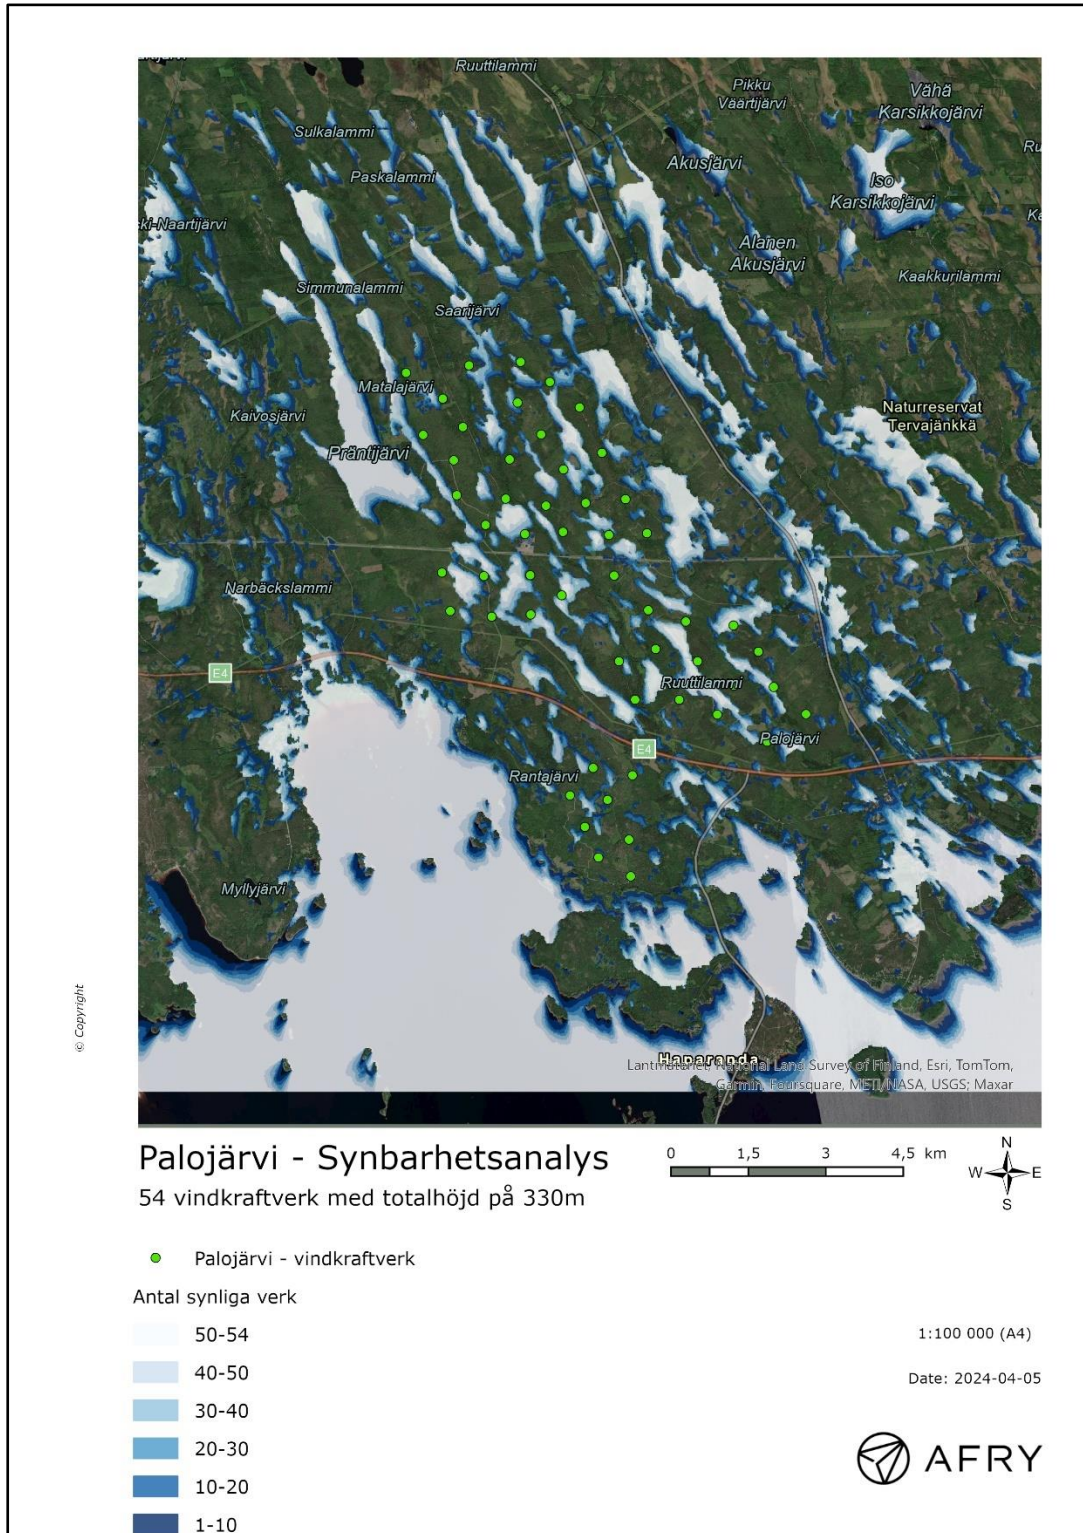 Ruuttilammi
Pikku
Väärtijärvi
Vähä
Karsikkojärvi
Sulkalammi
Akusjärvi
Paskalammi
Iso
Karsikkojärvi
ki-Naartijärvi
Alanen
Akusjärvi
Kaakkurilammi
Simmunalammi
Saarijärvi
Matalajärvi
Kaivosjärvi
Naturreservat
Tervajänkkä
Präntijärvi
Narbäckslammi
E4
Ruuttilammi
Palojärvi
E4
Rantajärvi
Myllyjärvi
© Copyright
Haparanda
Lantmäteriet, National Land Survey of Finland, Esri, TomTom,
Garmin, Foursquare, METI/NASA, USGS; Maxar
Palojärvi - Synbarhetsanalys
54 vindkraftverk med totalhöjd på 330m
0 1,5 3 4,5 km
N
W E
S
Palojärvi - vindkraftverk
Antal synliga verk
50-54
40-50
30-40
20-30
10-20
1-10
1:100 000 (A4)
Date: 2024-04-05
AFRY